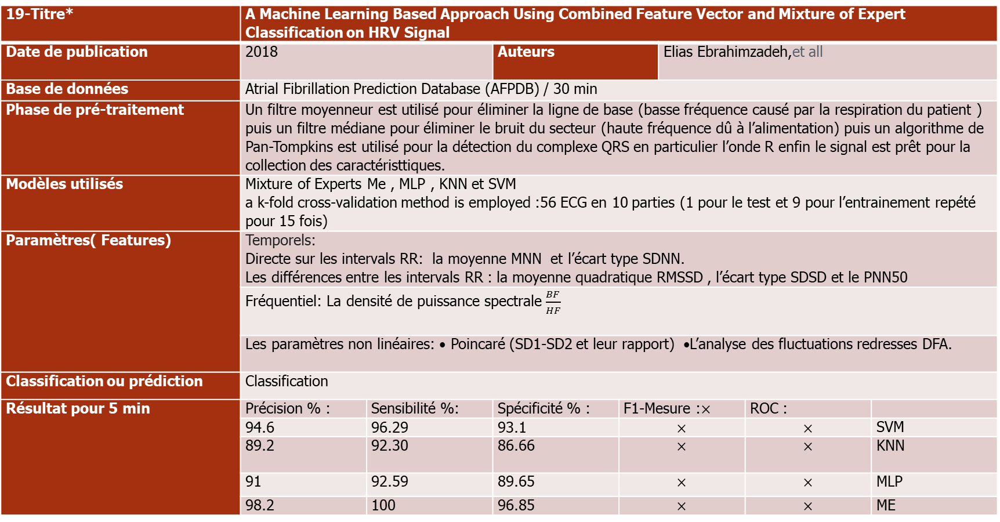 19-Titre*
A Machine Learning Based Approach Using Combined Feature Vector and Mixture of Expert
Classification on HRV Signal
Date de publication
2018
Auteurs
Elias Ebrahimzadeh,et all
Base de données
Atrial Fibrillation Prediction Database (AFPDB) / 30 min
Phase de pré-traitement
Un filtre moyenneur est utilisé pour éliminer la ligne de base (basse fréquence causé par la respiration du patient )
puis un filtre médiane pour éliminer le bruit du secteur (haute fréquence dû à l’alimentation) puis un algorithme de
Pan-Tompkins est utilisé pour la détection du complexe QRS en particulier l’onde R enfin le signal est prêt pour la
collection des caractéristtiques.
Modèles utilisés
Mixture of Experts Me , MLP , KNN et SVM
a k-fold cross-validation method is employed :56 ECG en 10 parties (1 pour le test et 9 pour l’entrainement repété
pour 15 fois)
Paramètres( Features)
Temporels:
Directe sur les intervals RR: la moyenne MNN et l’écart type SDNN.
Les différences entre les intervals RR : la moyenne quadratique RMSSD , l’écart type SDSD et le PNN50
Fréquentiel: La densité de puissance spectrale BF/HF
Les paramètres non linéaires: • Poincaré (SD1-SD2 et leur rapport) •L’analyse des fluctuations redresses DFA.
Classification ou prédiction
Classification
Résultat pour 5 min
Précision % : Sensibilité %: Spécificité % : F1-Mesure :× ROC :
94.6 96.29 93.1 × × SVM
89.2 92.30 86.66 × × KNN
91 92.59 89.65 × × MLP
98.2 100 96.85 × × ME